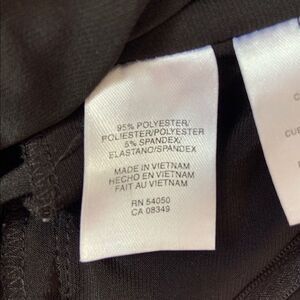 95% POLYESTER/
POLIESTER/POLYESTER
5% SPANDEX/
ELASTANO/SPANDEX
MADE IN VIETNAM
HECHO EN VIETNAM
FAIT AU VIETNAM
RN 54050
CA 08349